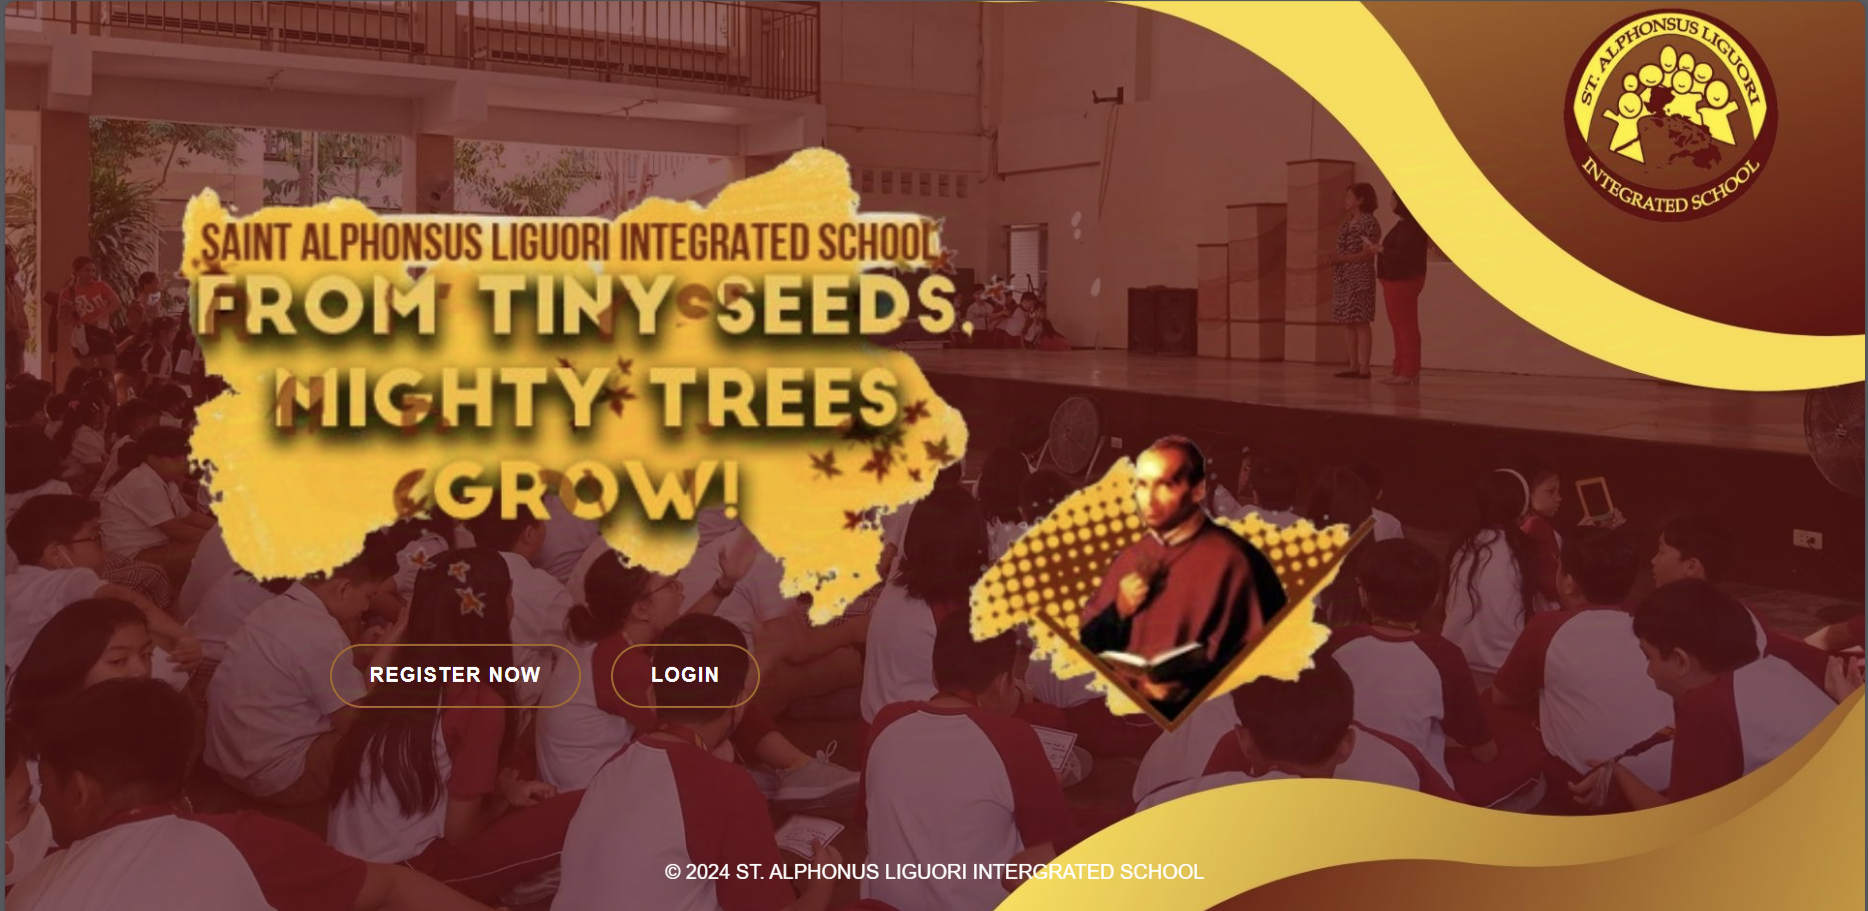 ST. ALPHONSUS LIGUORI
INTEGRATED SCHOOL
SAINT ALPHONSUS LIGUORI INTEGRATED SCHOOL
FROM TINY SEEDS,
MIGHTY TREES
GROW!
REGISTER NOW
LOGIN
© 2024 ST. ALPHONUS LIGUORI INTERGRATED SCHOOL